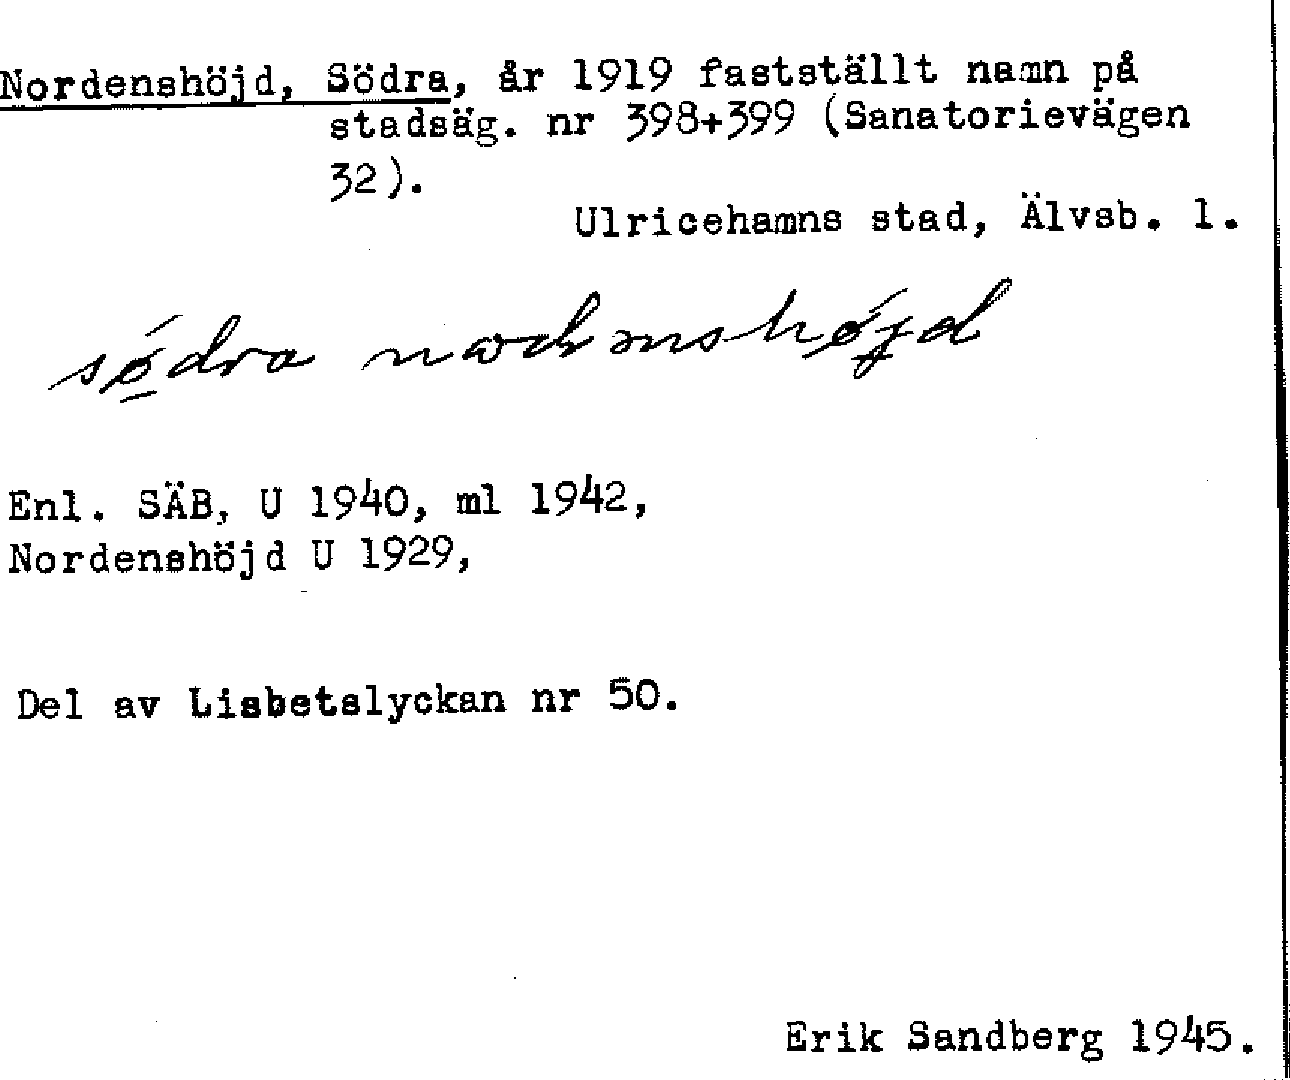 Nordenshöjd, Södra, år 1919 fastställt namn på
stadsäg. nr 398+399 (Sanatorievägen
32).
Ulricehamns stad, Älvsb. l.
södra
Enl. SÄB, U 1940, ml 1942,
Nordenshöjd U 1929,
Del av Lisbetslyckan nr 50.
Erik Sandberg 1945.